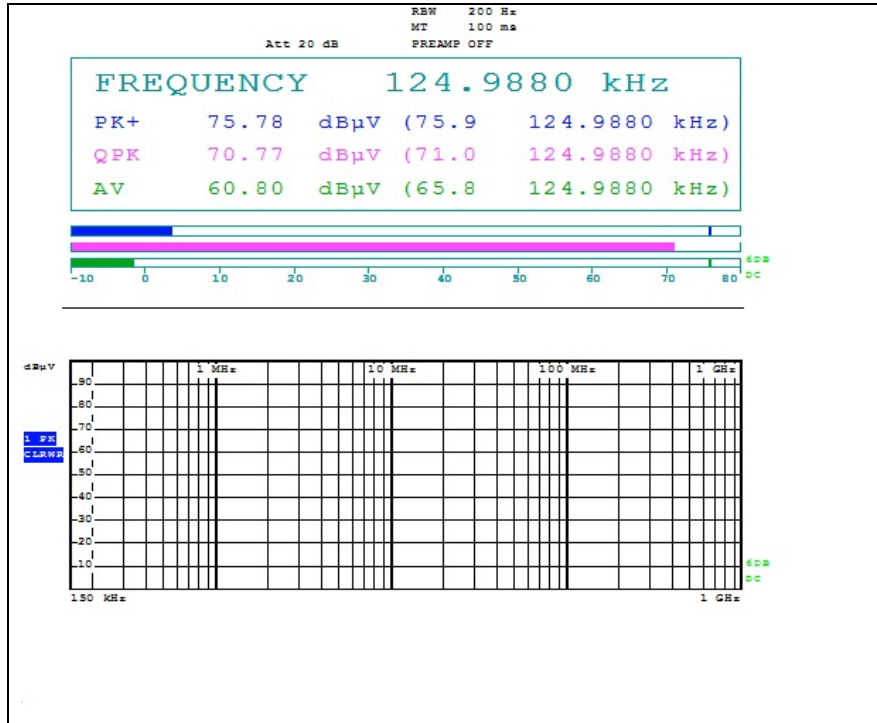 RBW 200 Hz
MT 100 ms
Att 20 dB PREAMP OFF
FREQUENCY 124.9880 kHz
PK+ 75.78 dBµV (75.9 124.9880 kHz)
QPK 70.77 dBµV (71.0 124.9880 kHz)
AV 60.80 dBµV (65.8 124.9880 kHz)
6DB
-10 0 10 20 30 40 50 60 70 80 DC
dBµV 1 MHz 10 MHz 100 MHz 1 GHz
90
80
70
1 PK
60
CLRWR
50
40
30
20
10
6DB
DC
150 kHz 1 GHz